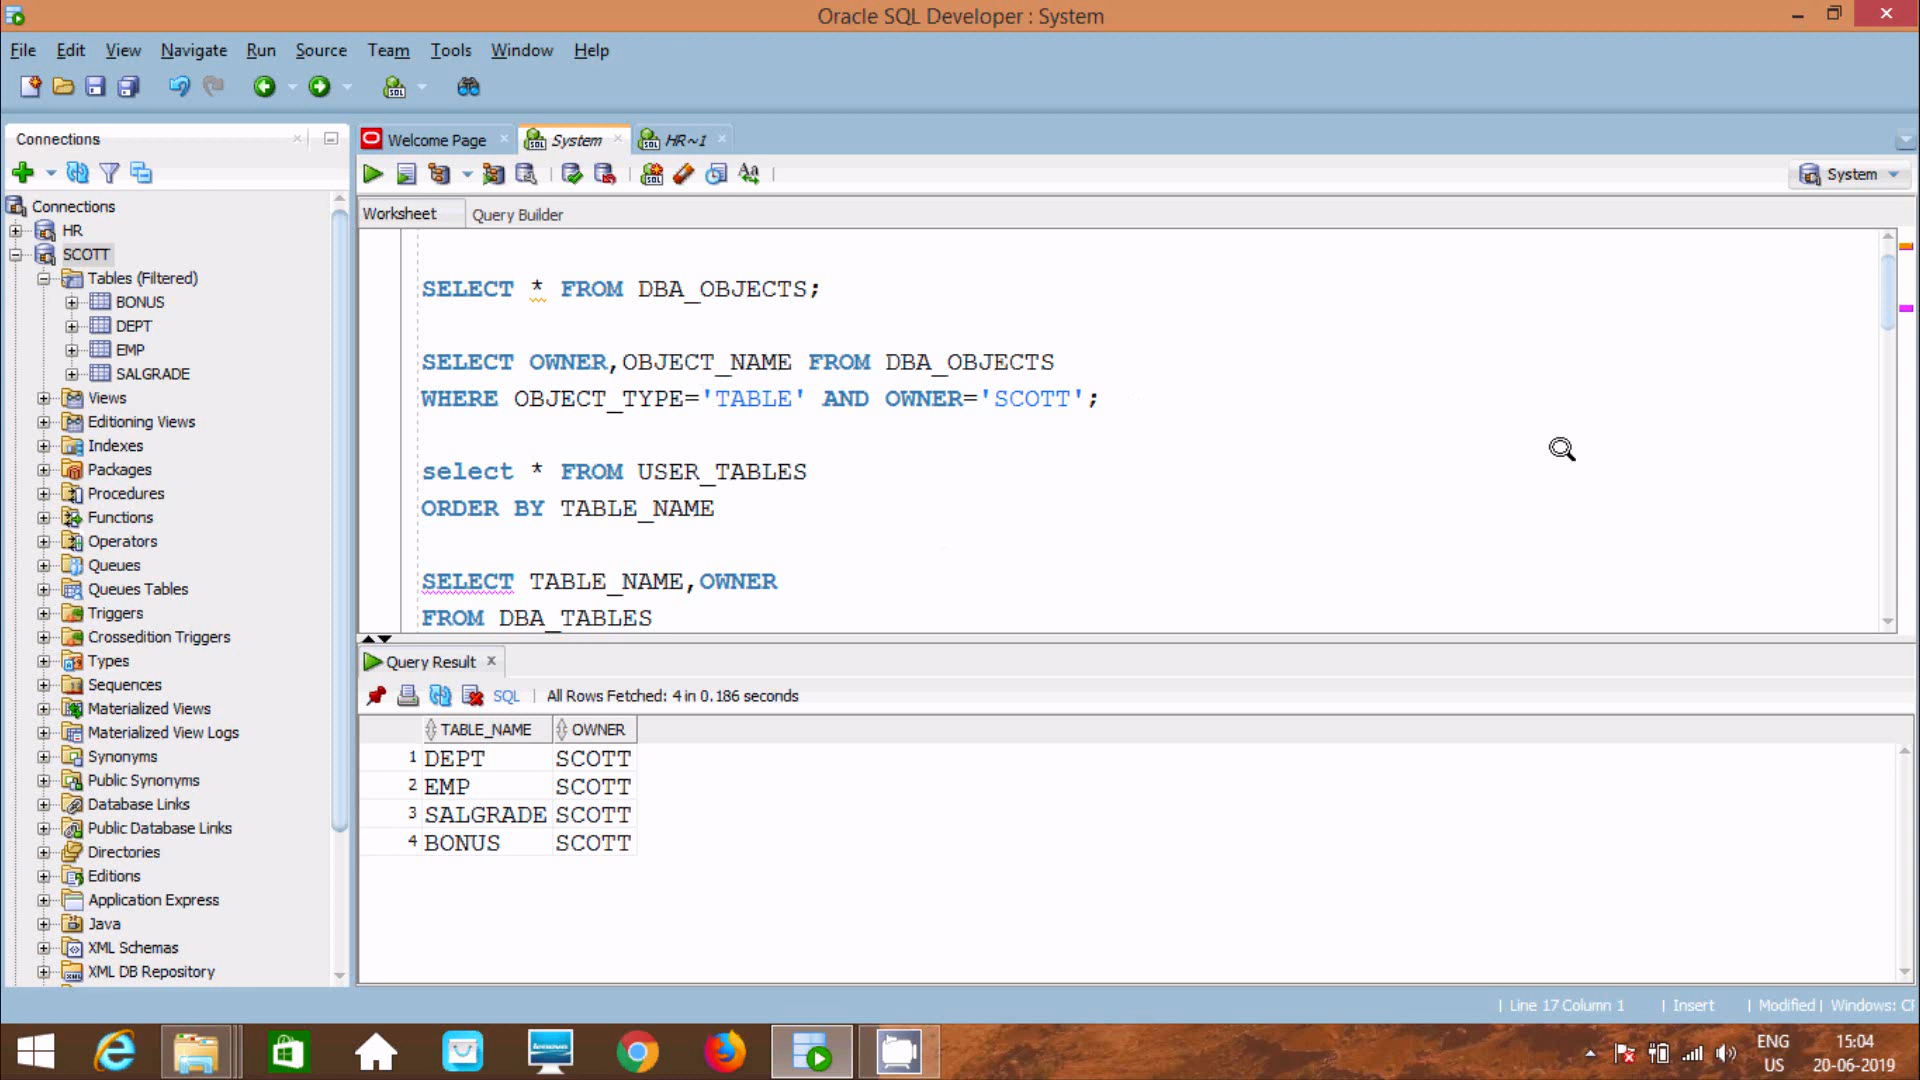 Oracle SQL Developer : System
File Edit View Navigate Run Source Team Tools Window Help
Connections
Welcome Page
System
HR~1
System
Worksheet
Query Builder
Connections
HR
SCOTT
Tables (Filtered)
BONUS
DEPT
EMP
SALGRADE
Views
Editioning Views
Indexes
Packages
Procedures
Functions
Operators
Queues
Queues Tables
Triggers
Crossedition Triggers
Types
Sequences
Materialized Views
Materialized View Logs
Synonyms
Public Synonyms
Database Links
Public Database Links
Directories
Editions
Application Express
Java
XML Schemas
XML DB Repository
SELECT * FROM DBA_OBJECTS;
SELECT OWNER,OBJECT_NAME FROM DBA_OBJECTS
WHERE OBJECT_TYPE='TABLE' AND OWNER='SCOTT';
select * FROM USER_TABLES
ORDER BY TABLE_NAME
SELECT TABLE_NAME,OWNER
FROM DBA_TABLES
Query Result
SQL | All Rows Fetched: 4 in 0.186 seconds
TABLE_NAME OWNER
1 DEPT SCOTT
2 EMP SCOTT
3 SALGRADE SCOTT
4 BONUS SCOTT
| Line 17 Column 1 | Insert | Modified | Windows:
ENG 15:04
US 20-06-2019